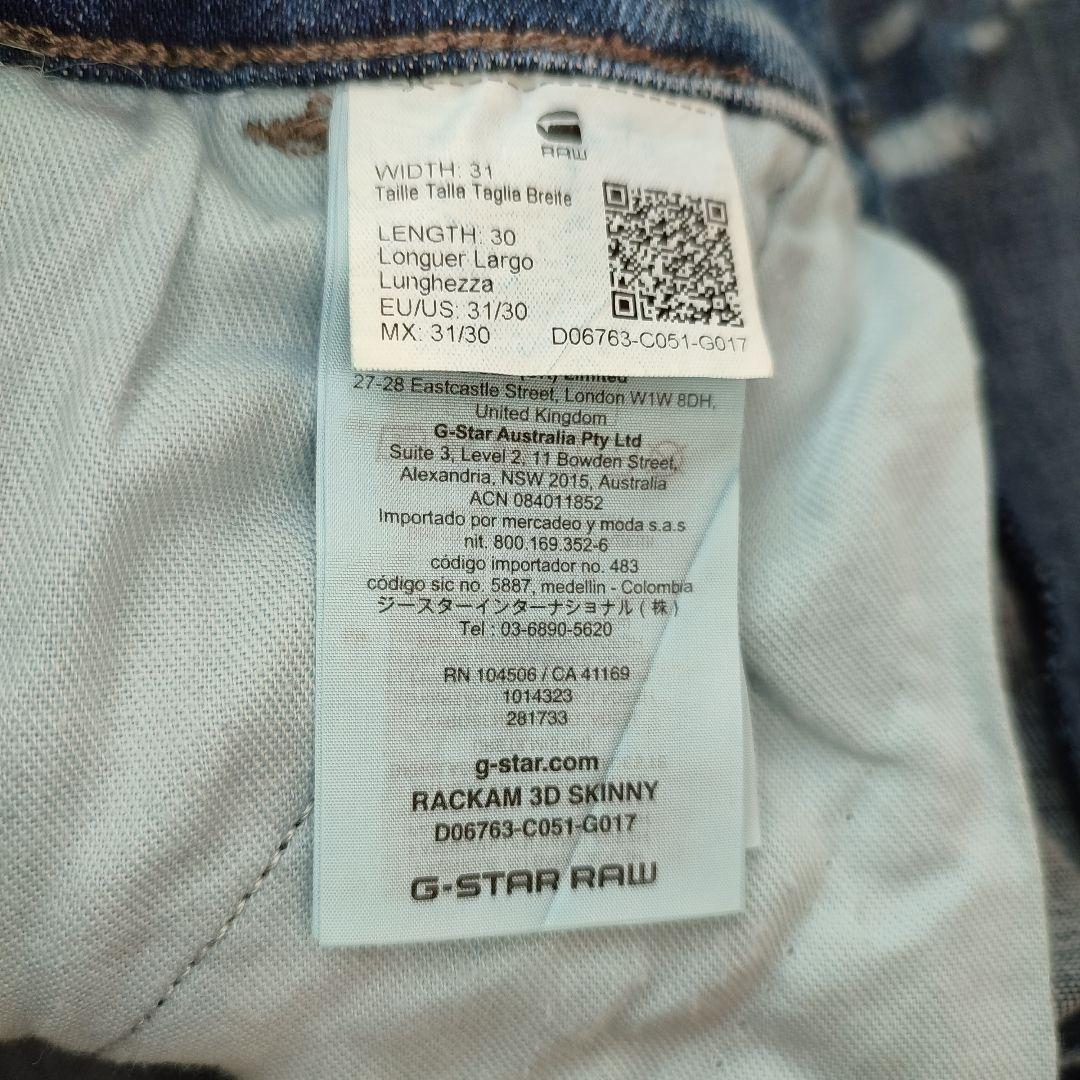 RAW
WIDTH: 31
Taille Talla Taglia Breite
LENGTH: 30
Longuer Largo
Lunghezza
EU/US: 31/30
MX: 31/30
D06763-C051-G017
Limited
27-28 Eastcastle Street, London W1W 8DH,
United Kingdom
G-Star Australia Pty Ltd
Suite 3, Level 2, 11 Bowden Street,
Alexandria, NSW 2015, Australia
ACN 084011852
Importado por mercadeo y moda s.a.s
nit. 800.169.352-6
código importador no. 483
código sic no. 5887, medellin - Colombia
ジースターインターナショナル ( 株 )
Tel : 03-6890-5620
RN 104506 / CA 41169
1014323
281733
g-star.com
RACKAM 3D SKINNY
D06763-C051-G017
G-STAR RAW